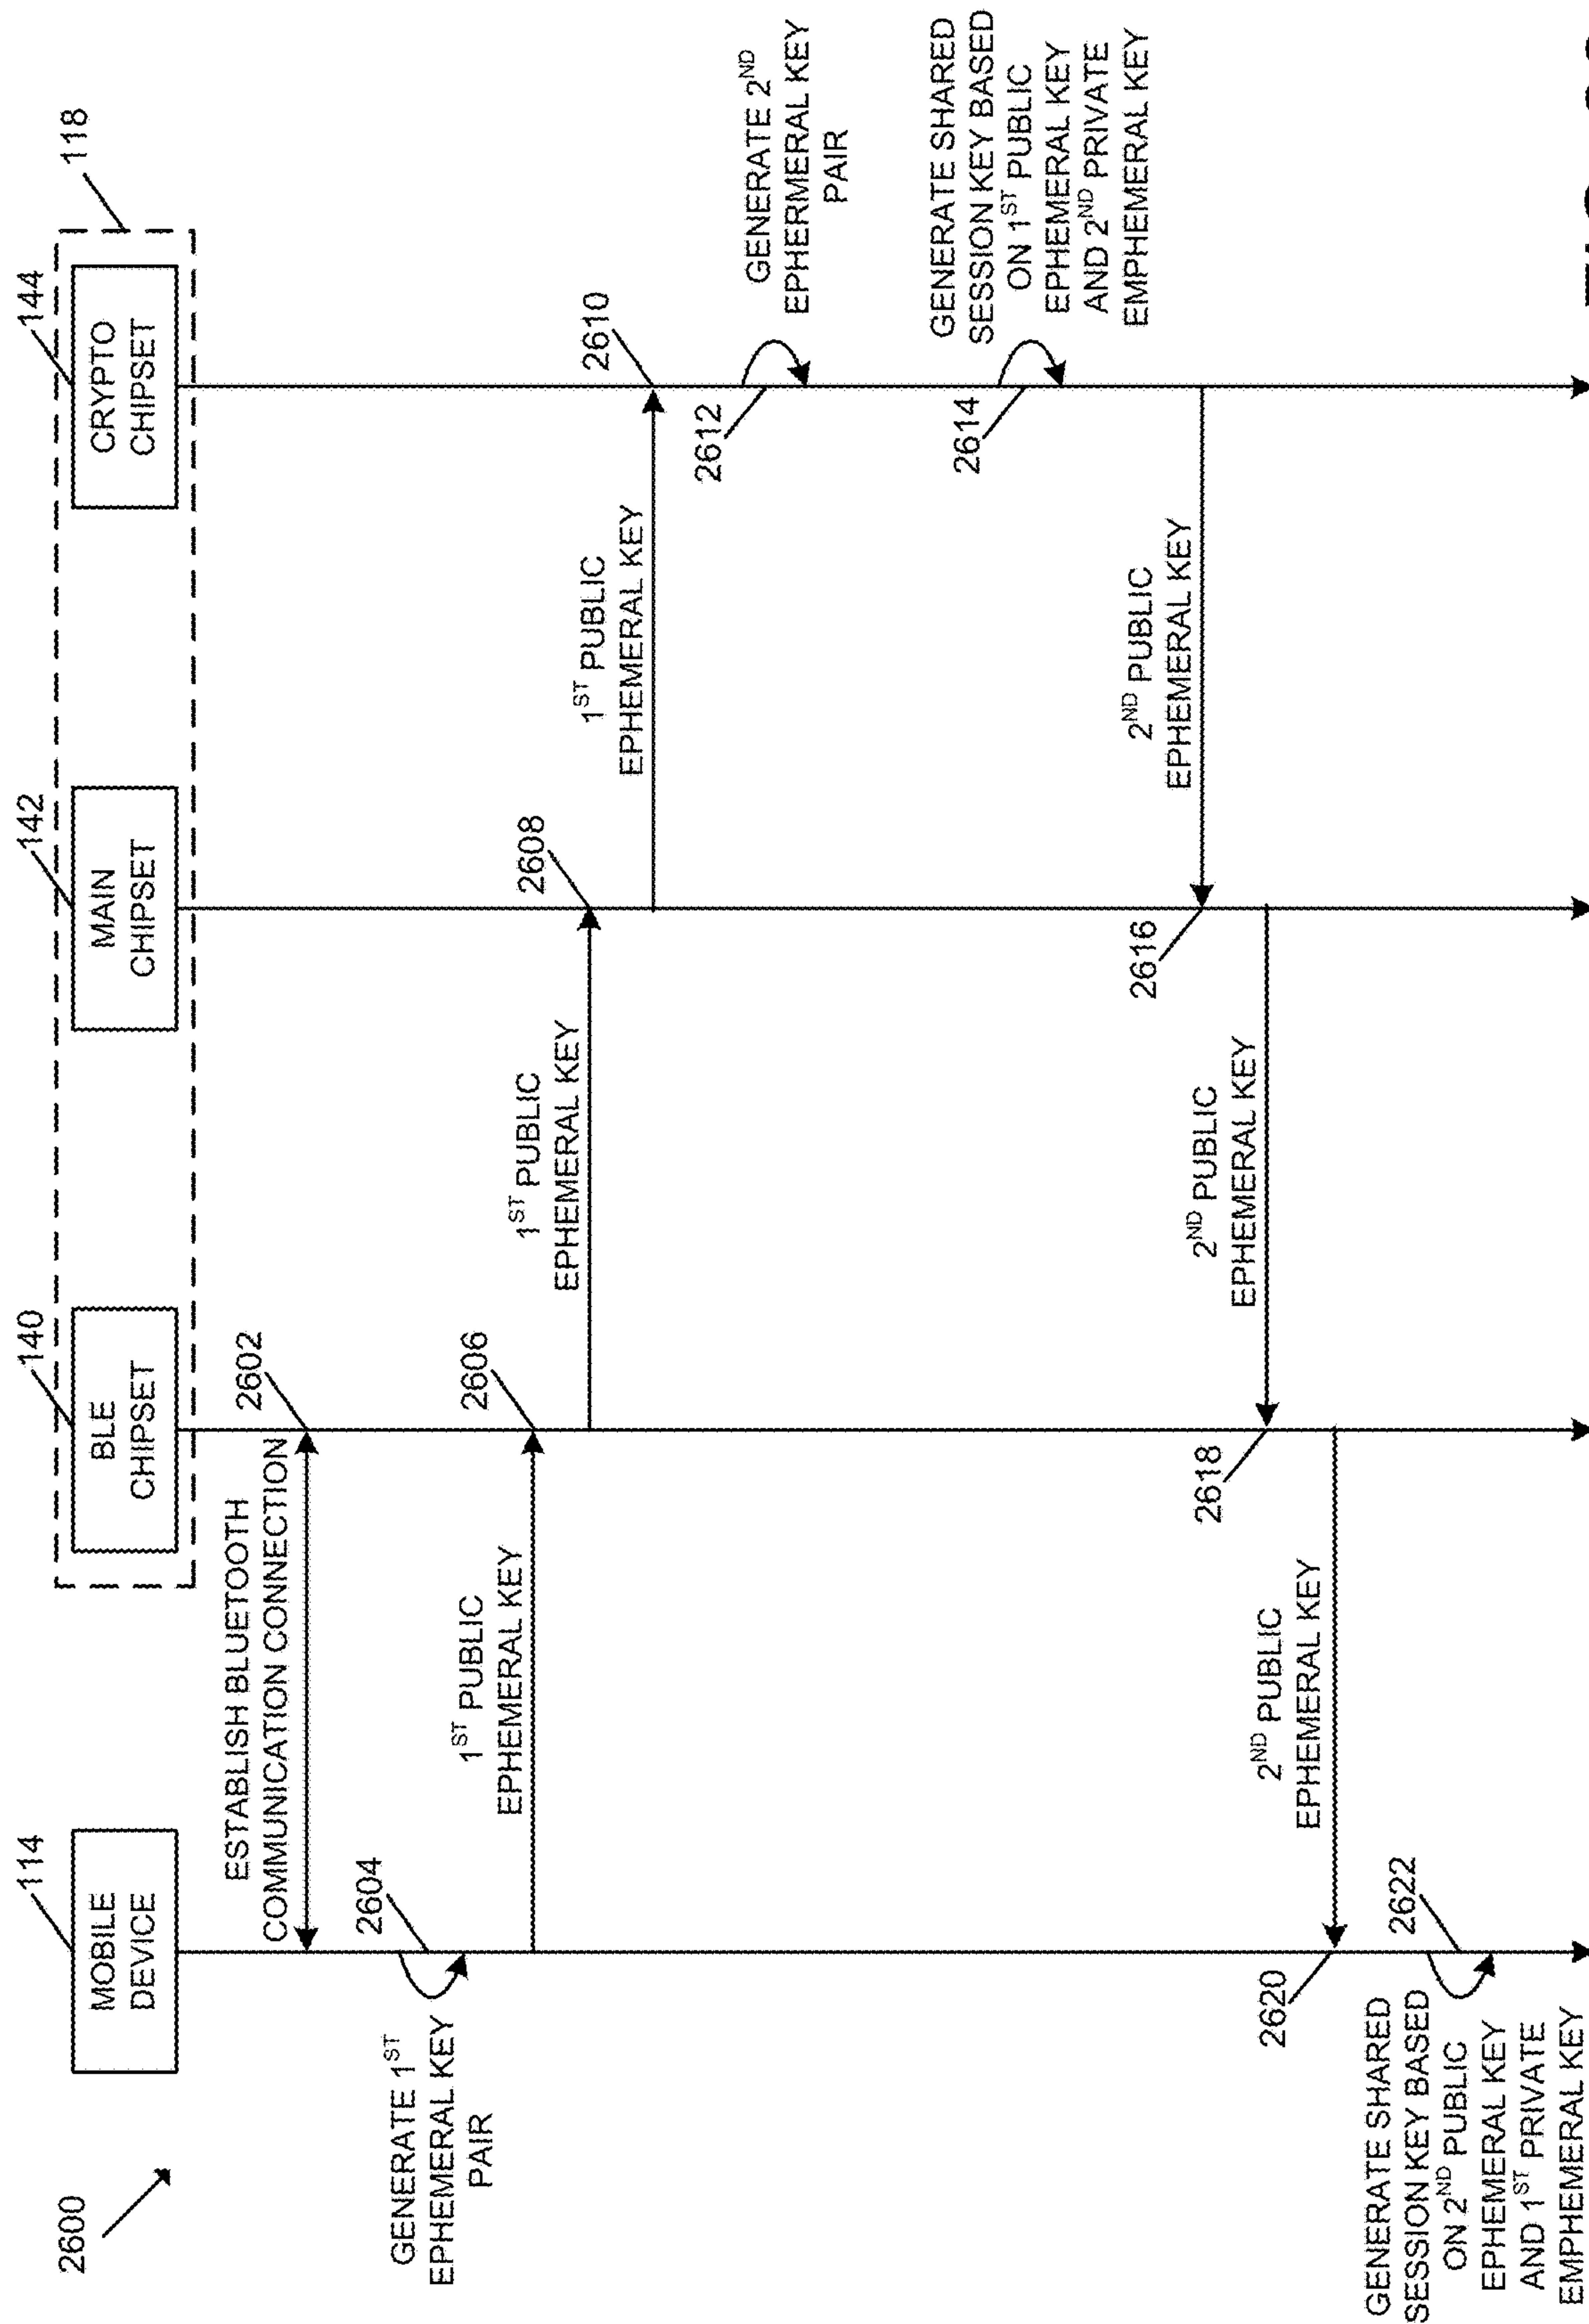 2600
114
MOBILE
DEVICE
140
BLE
CHIPSET
142
MAIN
CHIPSET
144
CRYPTO
CHIPSET
118
ESTABLISH BLUETOOTH
COMMUNICATION CONNECTION
2602
GENERATE 1ST
EPHEMERAL KEY
PAIR
2604
1ST PUBLIC
EPHEMERAL KEY
2606
1ST PUBLIC
EPHEMERAL KEY
2608
1ST PUBLIC
EPHEMERAL KEY
2610
2612
GENERATE 2ND
EPHERMERAL KEY
PAIR
2614
GENERATE SHARED
SESSION KEY BASED
ON 1ST PUBLIC
EPHEMERAL KEY
AND 2ND PRIVATE
EMPHEMERAL KEY
2ND PUBLIC
EPHEMERAL KEY
2616
2ND PUBLIC
EPHEMERAL KEY
2618
2ND PUBLIC
EPHEMERAL KEY
2620
2622
GENERATE SHARED
SESSION KEY BASED
ON 2ND PUBLIC
EPHEMERAL KEY
AND 1ST PRIVATE
EMPHEMERAL KEY